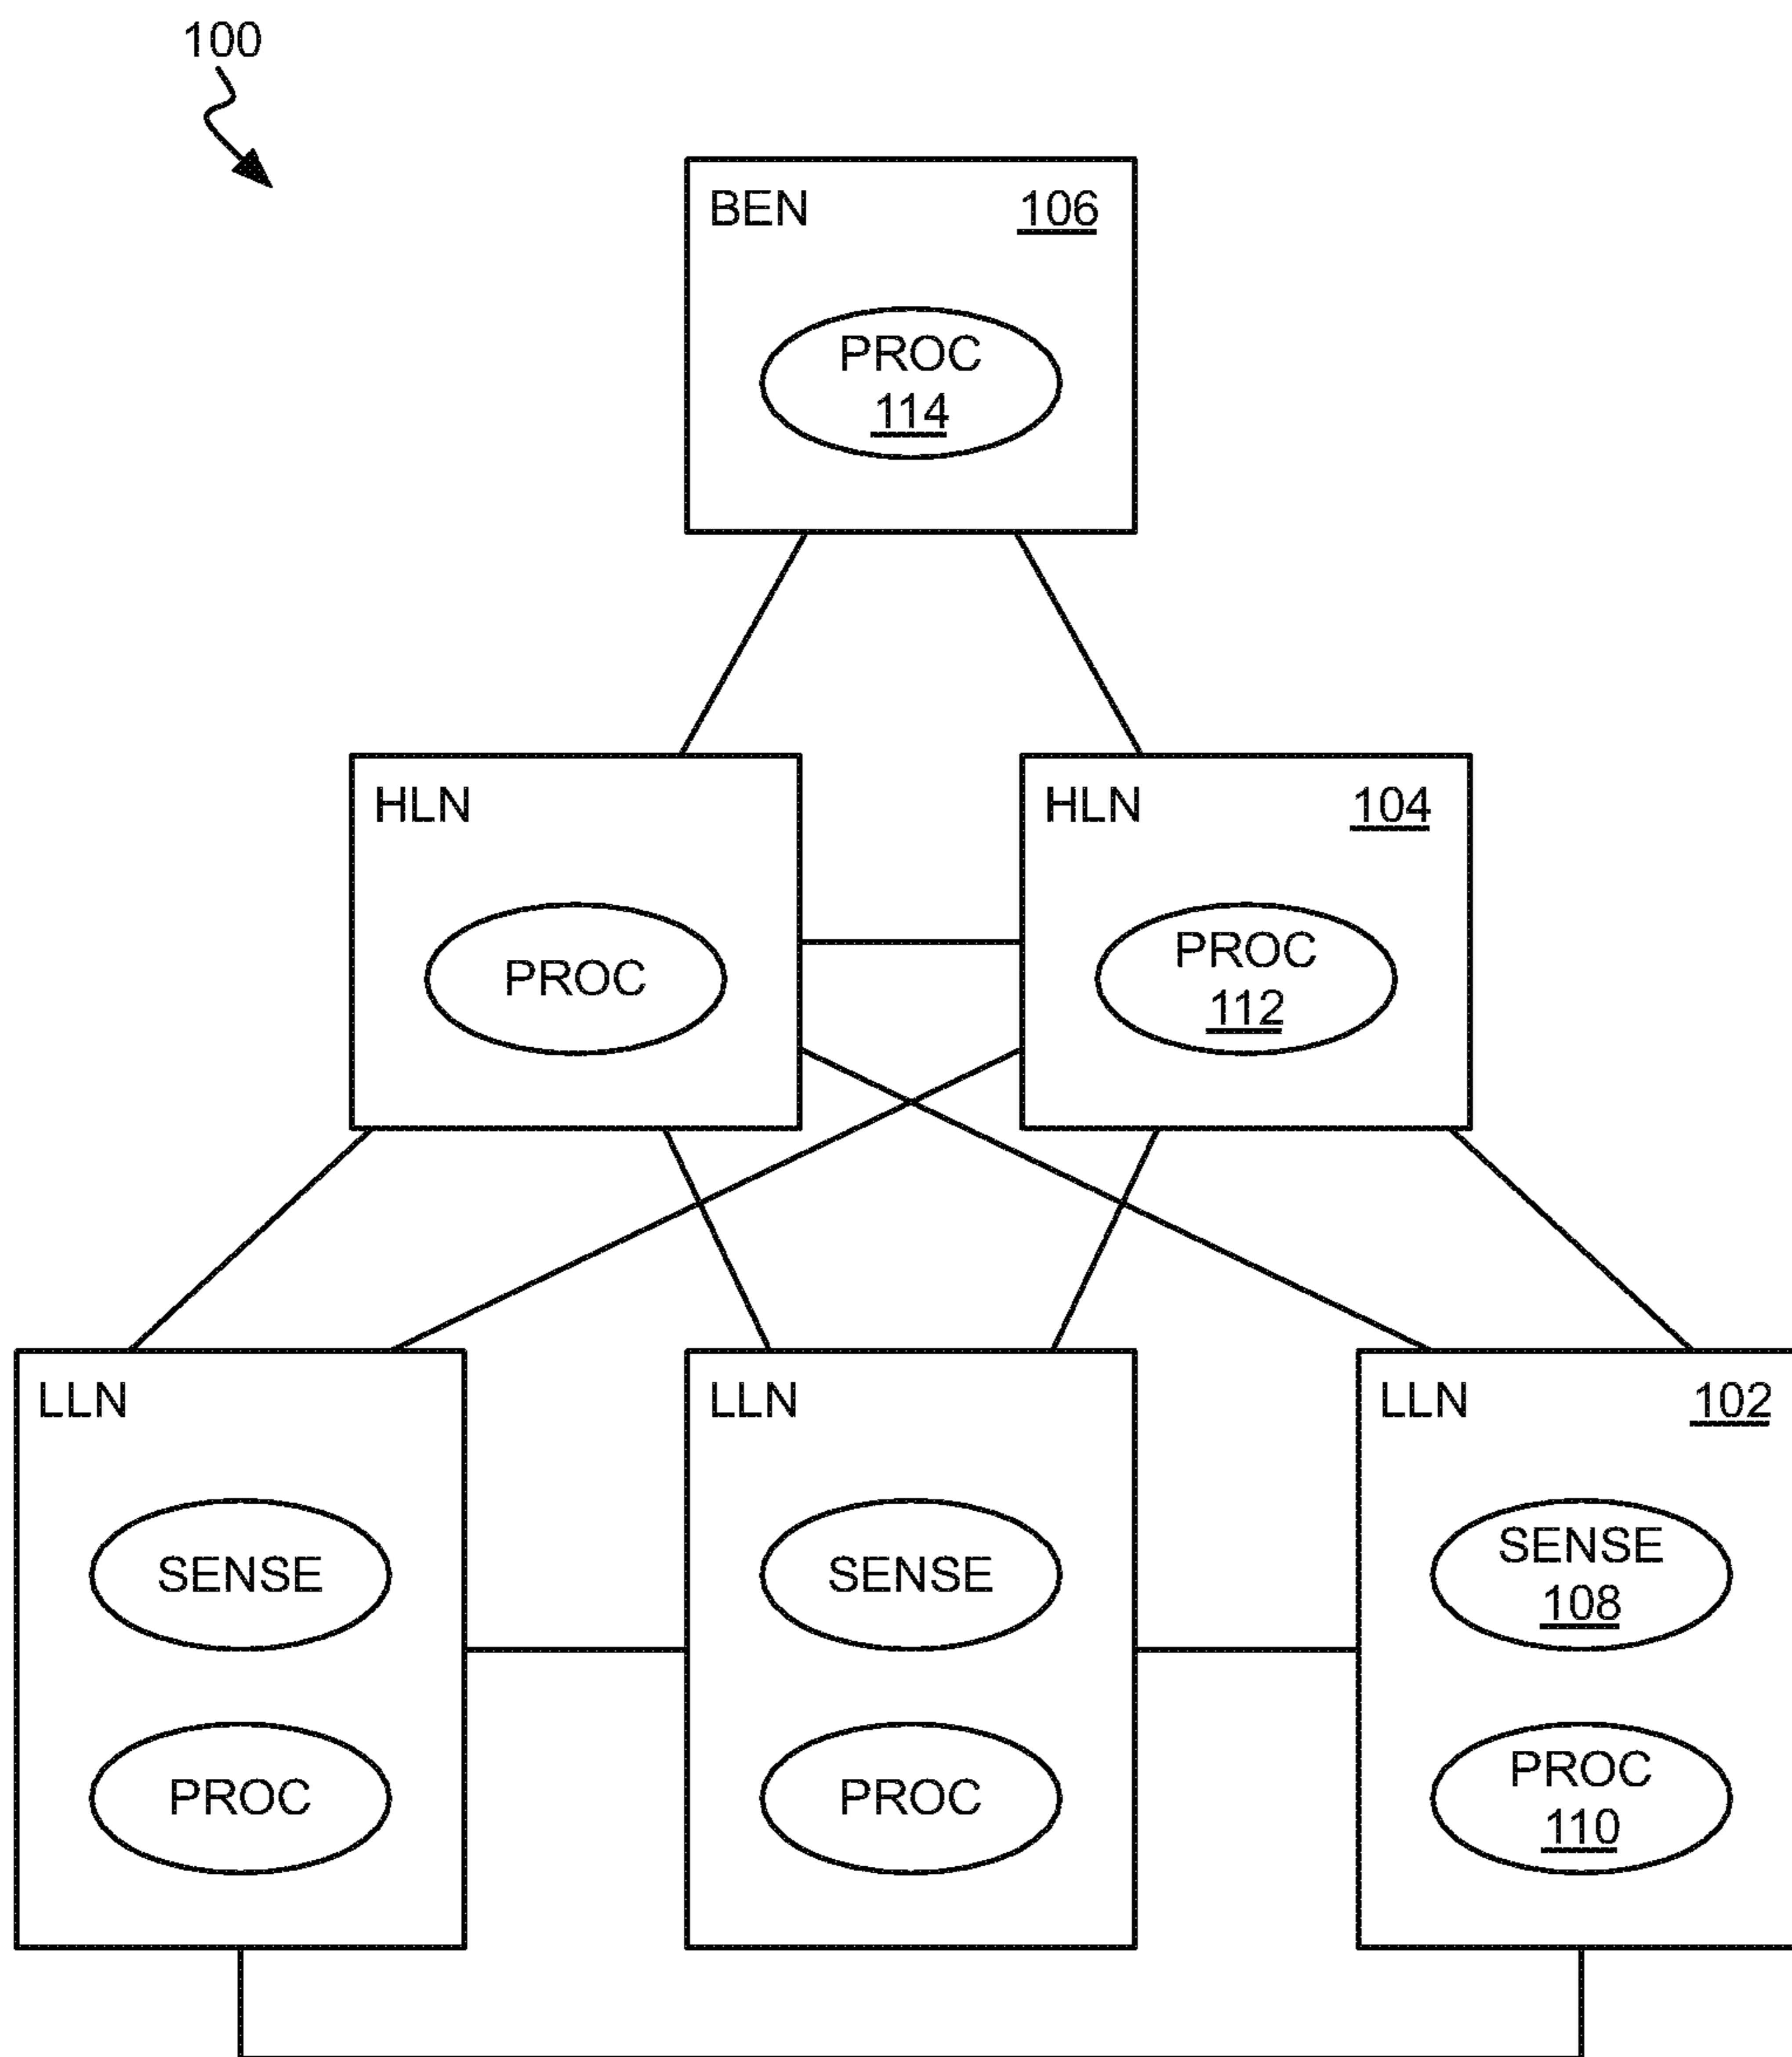 100
BEN 106
PROC
114
HLN
PROC
HLN 104
PROC
112
LLN
SENSE
PROC
LLN
SENSE
PROC
LLN 102
SENSE
108
PROC
110